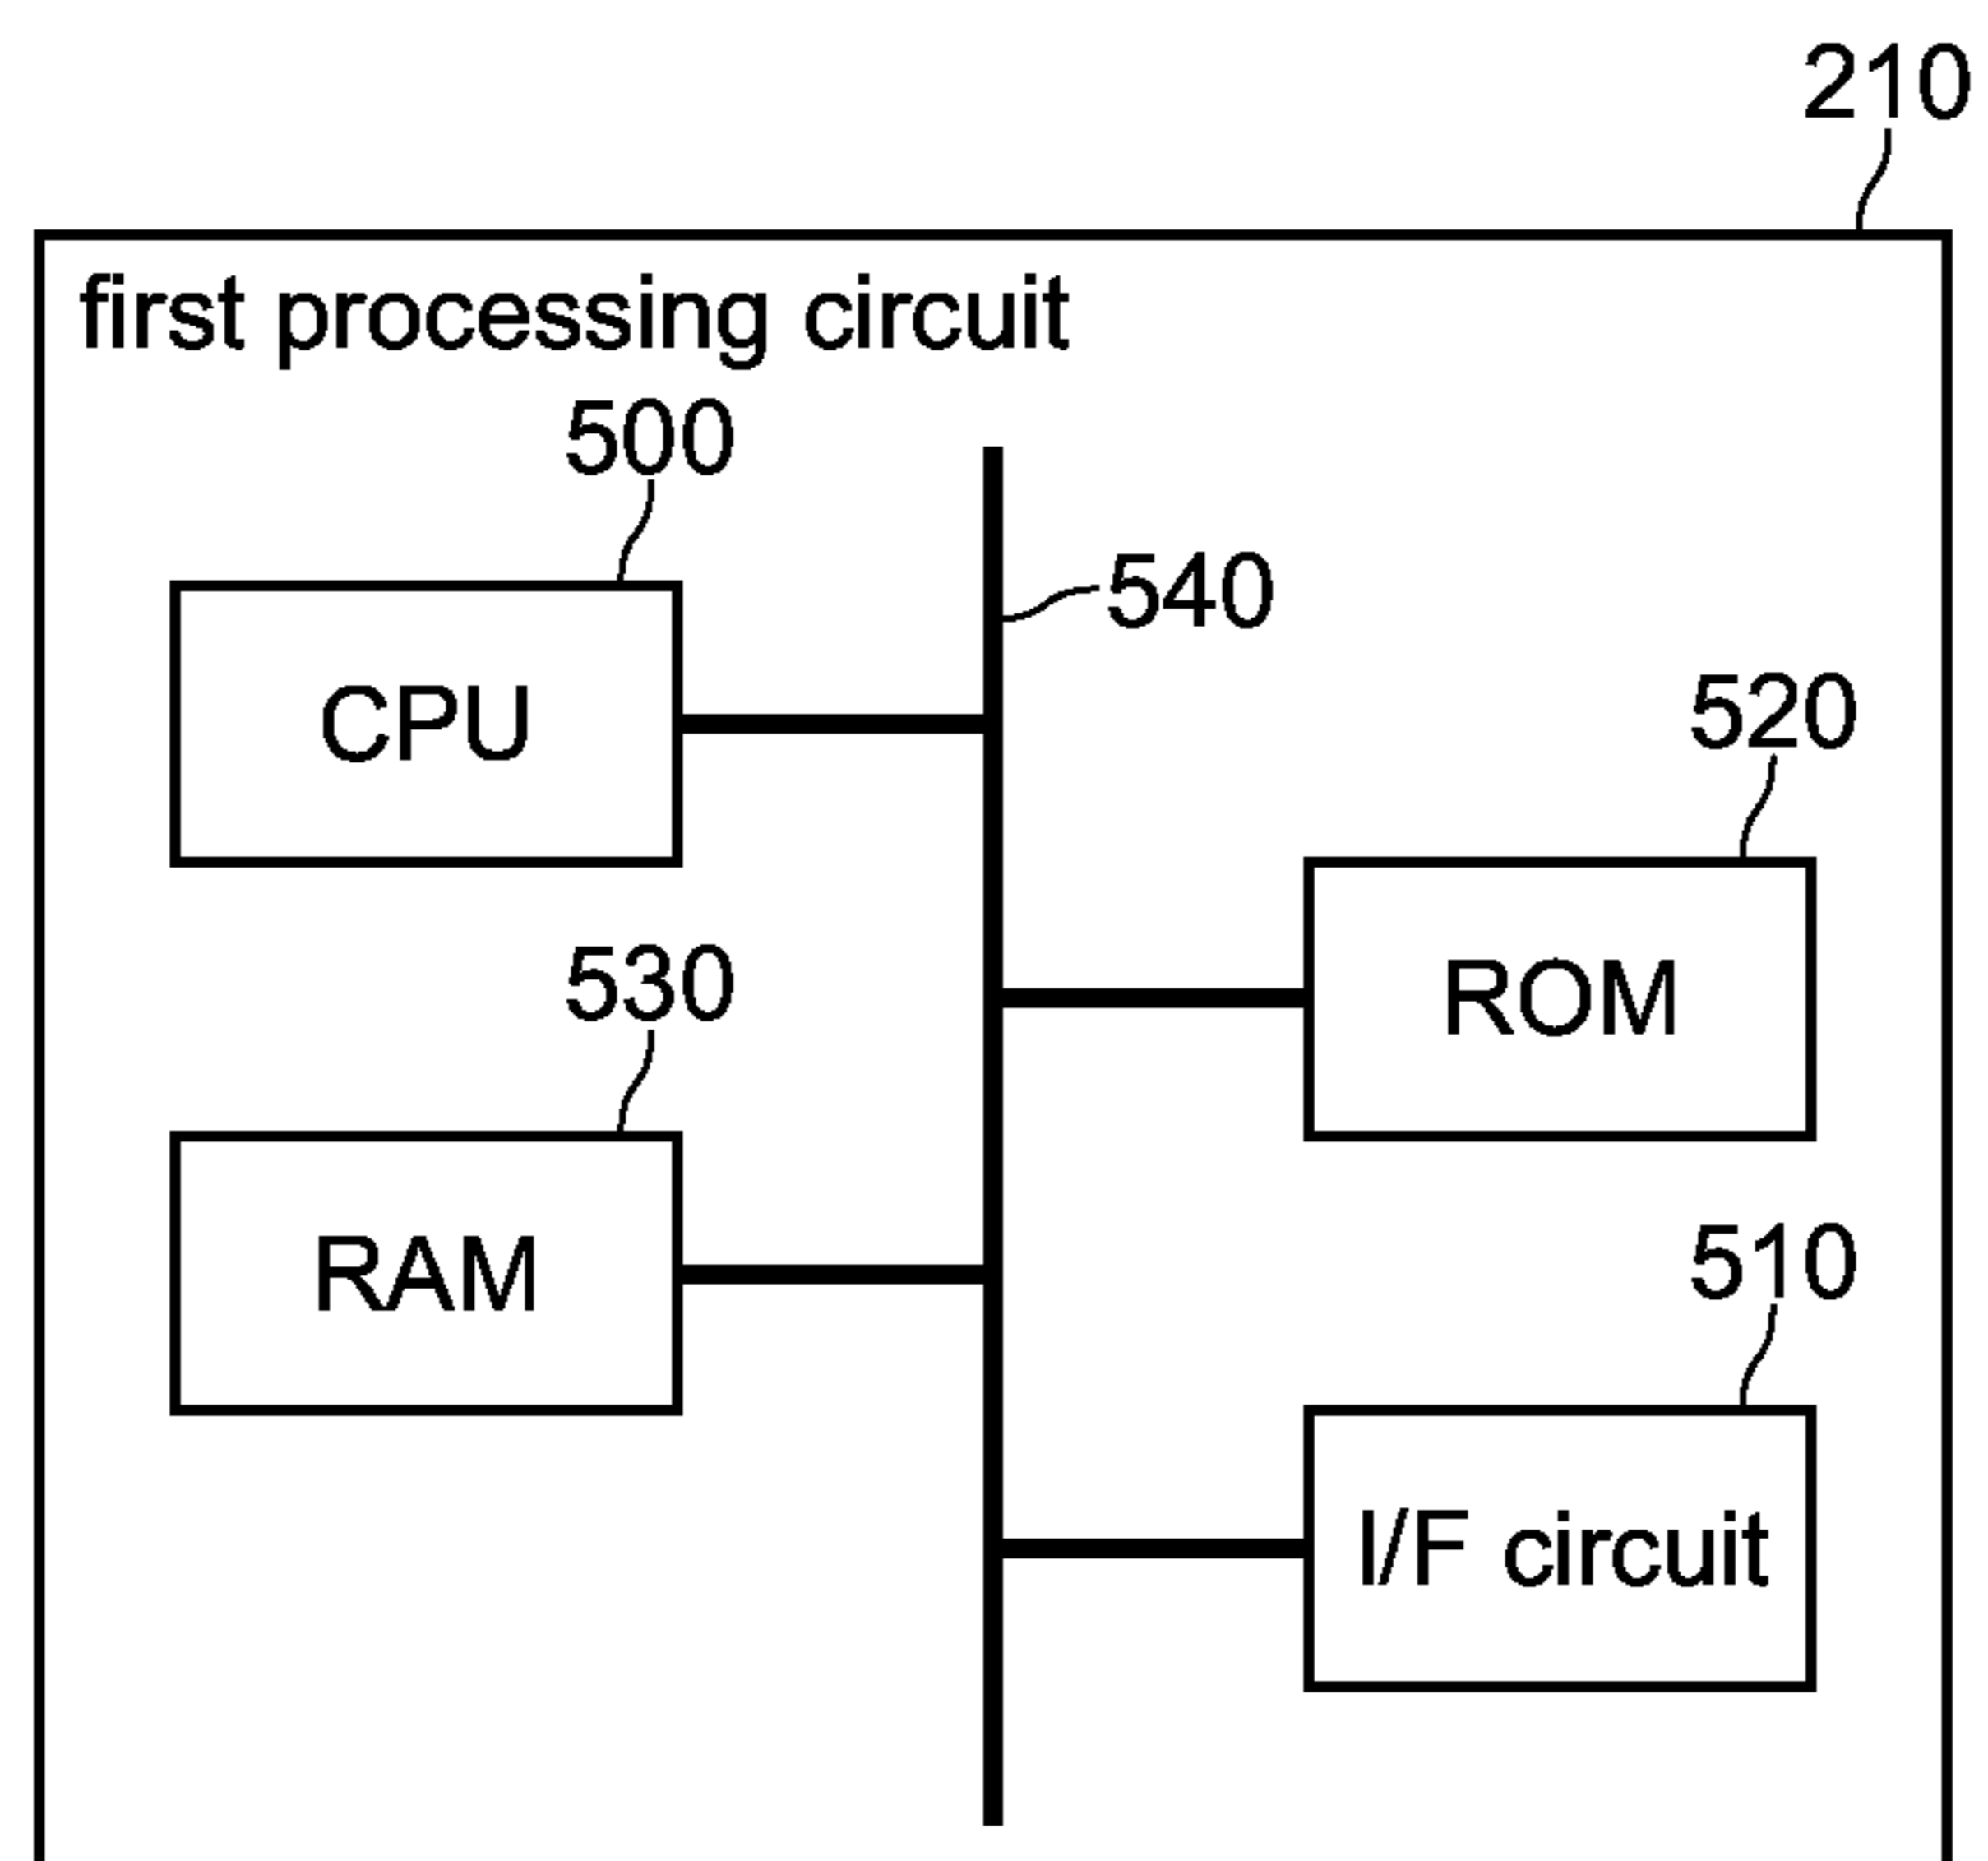 210
first processing circuit
500
540
CPU
520
ROM
530
RAM
510
I/F circuit